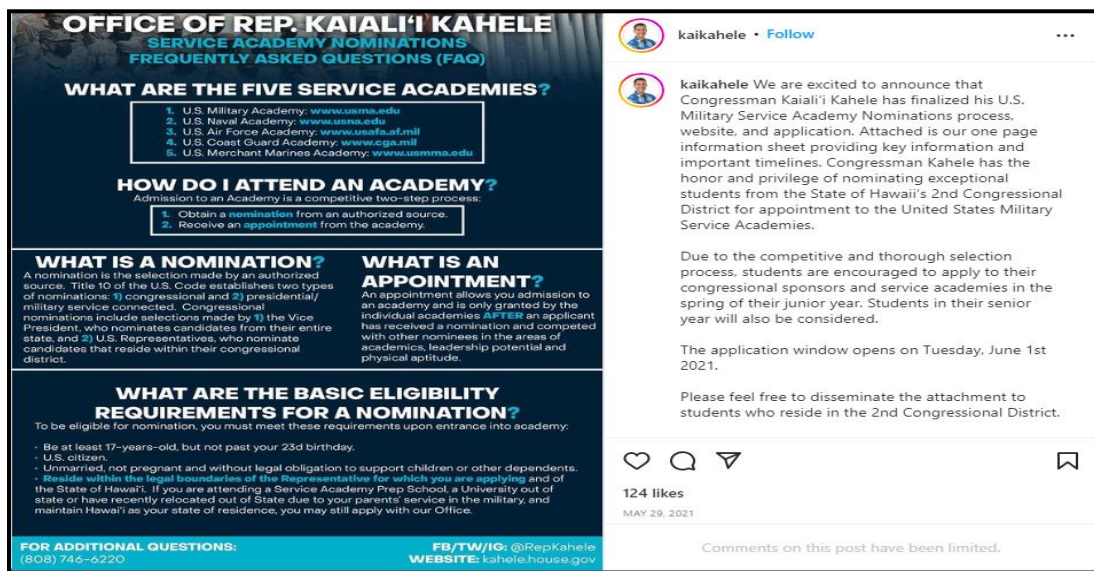 OFFICE OF REP. KAIALI'I KAHELE
SERVICE ACADEMY NOMINATIONS
FREQUENTLY ASKED QUESTIONS (FAQ)
WHAT ARE THE FIVE SERVICE ACADEMIES?
1. U.S. Military Academy: www.usma.edu
2. U.S. Naval Academy: www.usna.edu
3. U.S. Air Force Academy: www.usafa.af.mil
4. U.S. Coast Guard Academy: www.cga.mil
5. U.S. Merchant Marines Academy: www.usmma.edu
HOW DO I ATTEND AN ACADEMY?
Admission to an Academy is a competitive two-step process:
1. Obtain a nomination from an authorized source.
2. Receive an appointment from the academy.
WHAT IS A NOMINATION?
A nomination is the selection made by an authorized
source. Title 10 of the U.S. Code establishes two types
of nominations: 1) congressional and 2) presidential/
military service connected. Congressional
nominations include selections made by 1) the Vice
President, who nominates candidates from their entire
state, and 2) U.S. Representatives, who nominate
candidates that reside within their congressional
district.
WHAT IS AN
APPOINTMENT?
An appointment allows you admission to
an academy and is only granted by the
individual academies AFTER an applicant
has received a nomination and competed
with other nominees in the areas of
academics, leadership potential and
physical aptitude.
WHAT ARE THE BASIC ELIGIBILITY
REQUIREMENTS FOR A NOMINATION?
To be eligible for nomination, you must meet these requirements upon entrance into academy:
- Be at least 17-years-old, but not past your 23d birthday.
- U.S. citizen.
- Unmarried, not pregnant and without legal obligation to support children or other dependents.
- Reside within the legal boundaries of the Representative for which you are applying and of
the State of Hawai'i. If you are attending a Service Academy Prep School, a University out of
state or have recently relocated out of State due to your parents' service in the military, and
maintain Hawai'i as your state of residence, you may still apply with our Office.
FOR ADDITIONAL QUESTIONS:
(808) 746-6220
FB/TW/IG: @RepKahele
WEBSITE: kahele.house.gov
kaikahele • Follow
kaikahele We are excited to announce that
Congressman Kaiali'i Kahele has finalized his U.S.
Military Service Academy Nominations process,
website, and application. Attached is our one page
information sheet providing key information and
important timelines. Congressman Kahele has the
honor and privilege of nominating exceptional
students from the State of Hawaii's 2nd Congressional
District for appointment to the United States Military
Service Academies.
Due to the competitive and thorough selection
process, students are encouraged to apply to their
congressional sponsors and service academies in the
spring of their junior year. Students in their senior
year will also be considered.
The application window opens on Tuesday, June 1st
2021.
Please feel free to disseminate the attachment to
students who reside in the 2nd Congressional District.
124 likes
MAY 29, 2021
Comments on this post have been limited.